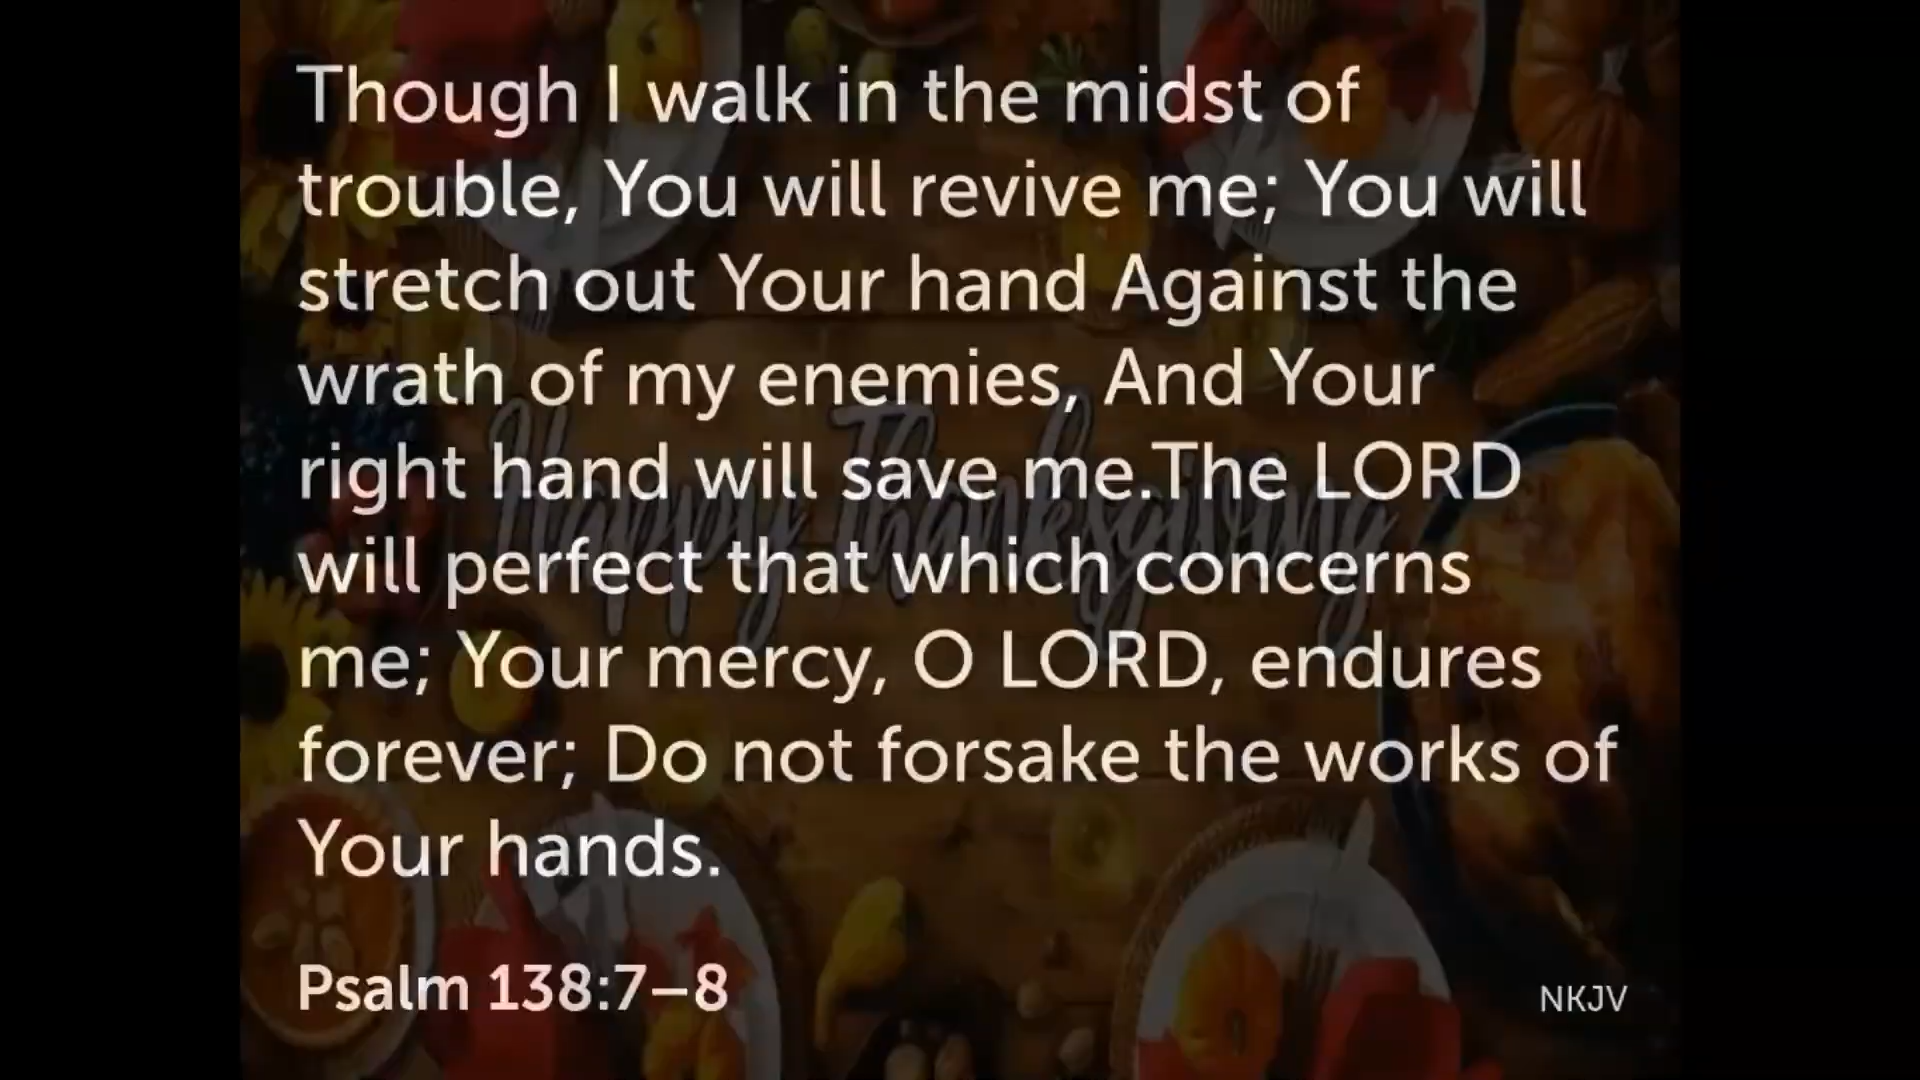 Though I walk in the midst of
trouble, You will revive me; You will
stretch out Your hand Against the
wrath of my enemies, And Your
right hand will save me.The LORD
will perfect that which concerns
me; Your mercy, O LORD, endures
forever; Do not forsake the works of
Your hands.
Happy Thanksgiving
Psalm 138:7–8
NKJV